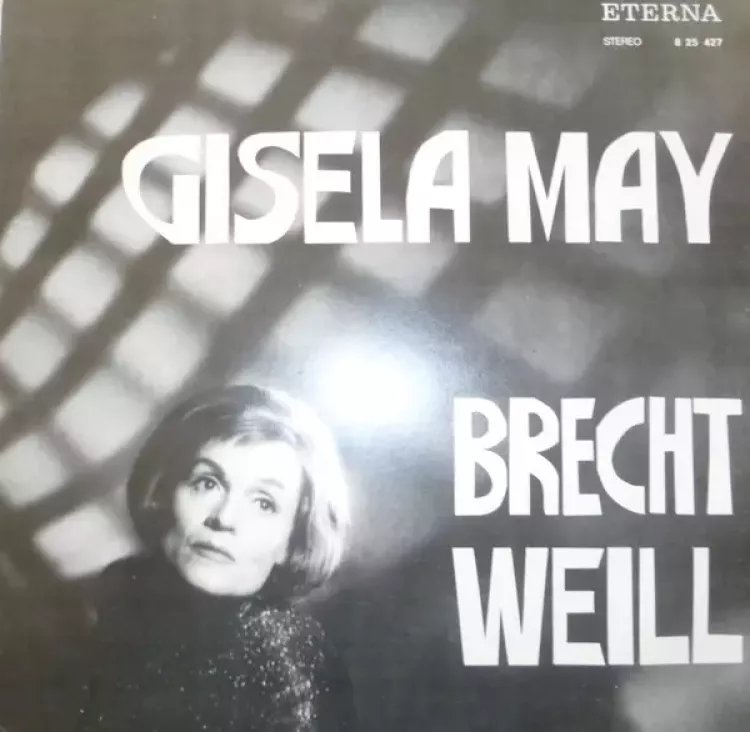 ETERNA
STEREO 8 25 427
GISELA MAY
BRECHT
WEILL